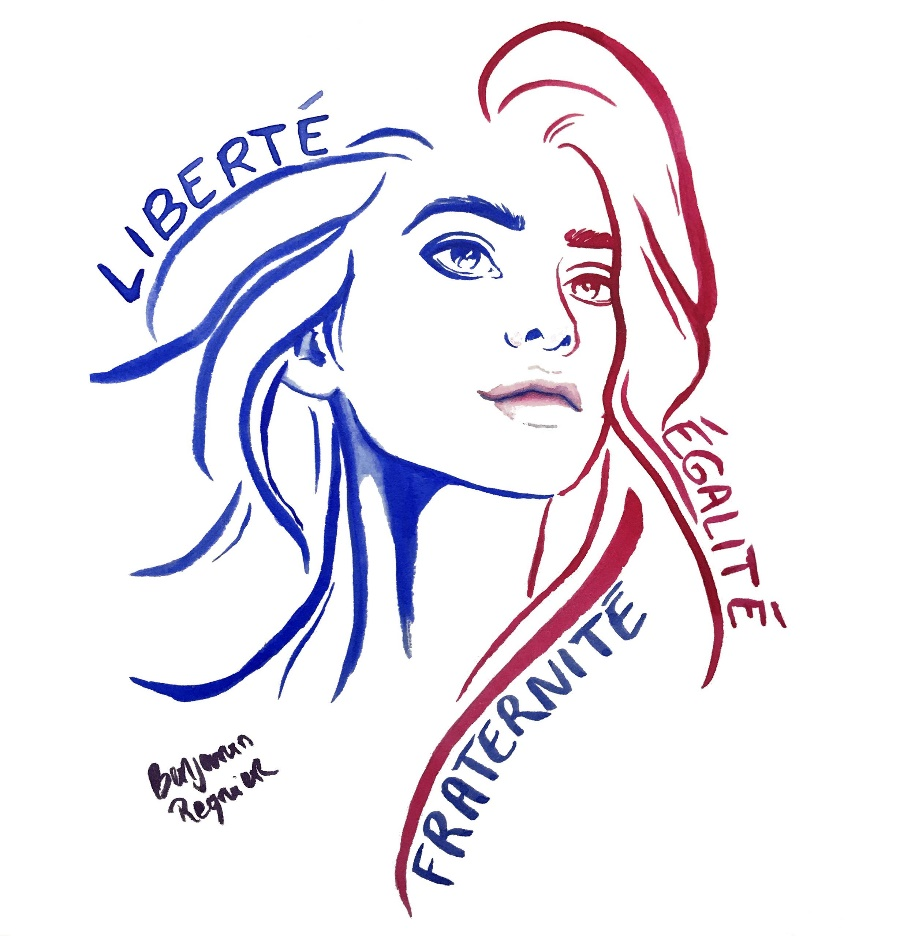 LIBERTÉ
ÉGALITÉ
FRATERNITÉ
Benjamin
Regnier